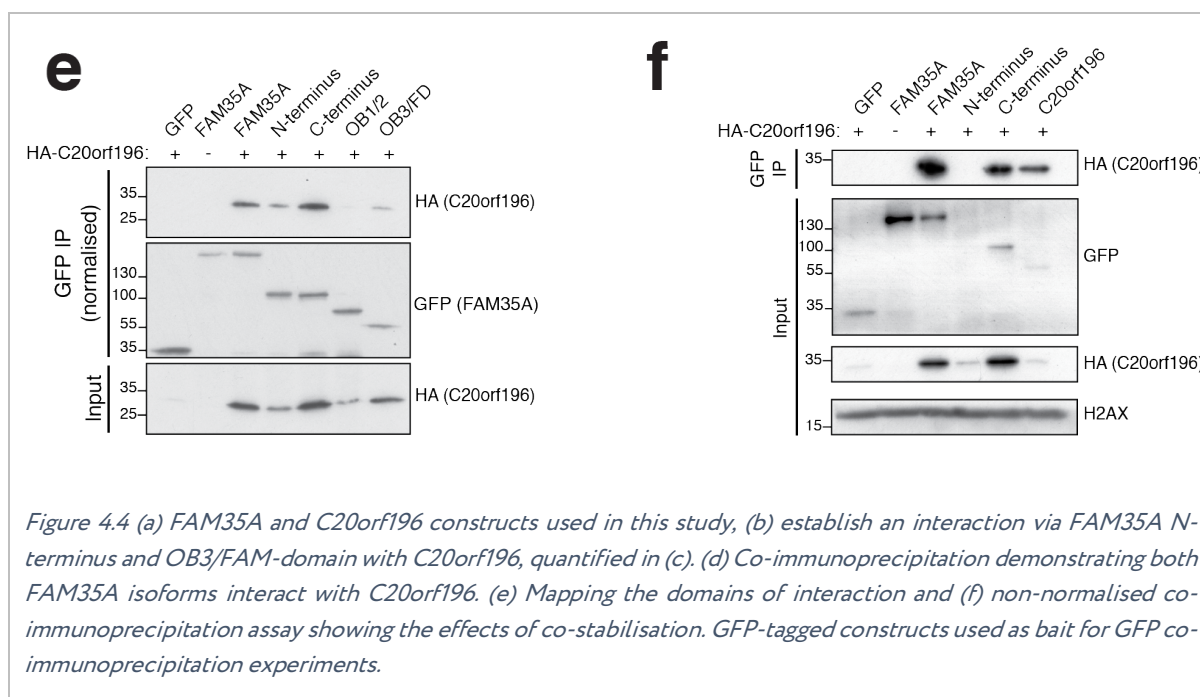 e
GFP
FAM35A
FAM35A
N-terminus
C-terminus
OB1/2
OB3/FD
HA-C20orf196: + - + + + + +
GFP IP
(normalised)
35
25
HA (C20orf196)
130
100
55
35
GFP (FAM35A)
Input
35
25
HA (C20orf196)
f
GFP
FAM35A
FAM35A
N-terminus
C-terminus
C20orf196
HA-C20orf196: + - + + + +
GFP
IP
35
HA (C20orf196)
Input
130
100
55
35
GFP
35
HA (C20orf196)
15
H2AX
Figure 4.4 (a) FAM35A and C20orf196 constructs used in this study, (b) establish an interaction via FAM35A N-
terminus and OB3/FAM-domain with C20orf196, quantified in (c). (d) Co-immunoprecipitation demonstrating both
FAM35A isoforms interact with C20orf196. (e) Mapping the domains of interaction and (f) non-normalised co-
immunoprecipitation assay showing the effects of co-stabilisation. GFP-tagged constructs used as bait for GFP co-
immunoprecipitation experiments.